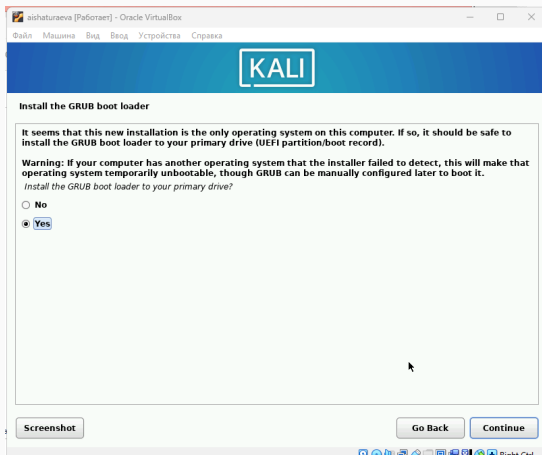 aishaturaeva [Работает] - Oracle VirtualBox
Файл Машина Вид Ввод Устройства Справка
KALI
Install the GRUB boot loader
It seems that this new installation is the only operating system on this computer. If so, it should be safe to
install the GRUB boot loader to your primary drive (UEFI partition/boot record).
Warning: If your computer has another operating system that the installer failed to detect, this will make that
operating system temporarily unbootable, though GRUB can be manually configured later to boot it.
Install the GRUB boot loader to your primary drive?
No
Yes
Screenshot Go Back Continue
Right Ctrl